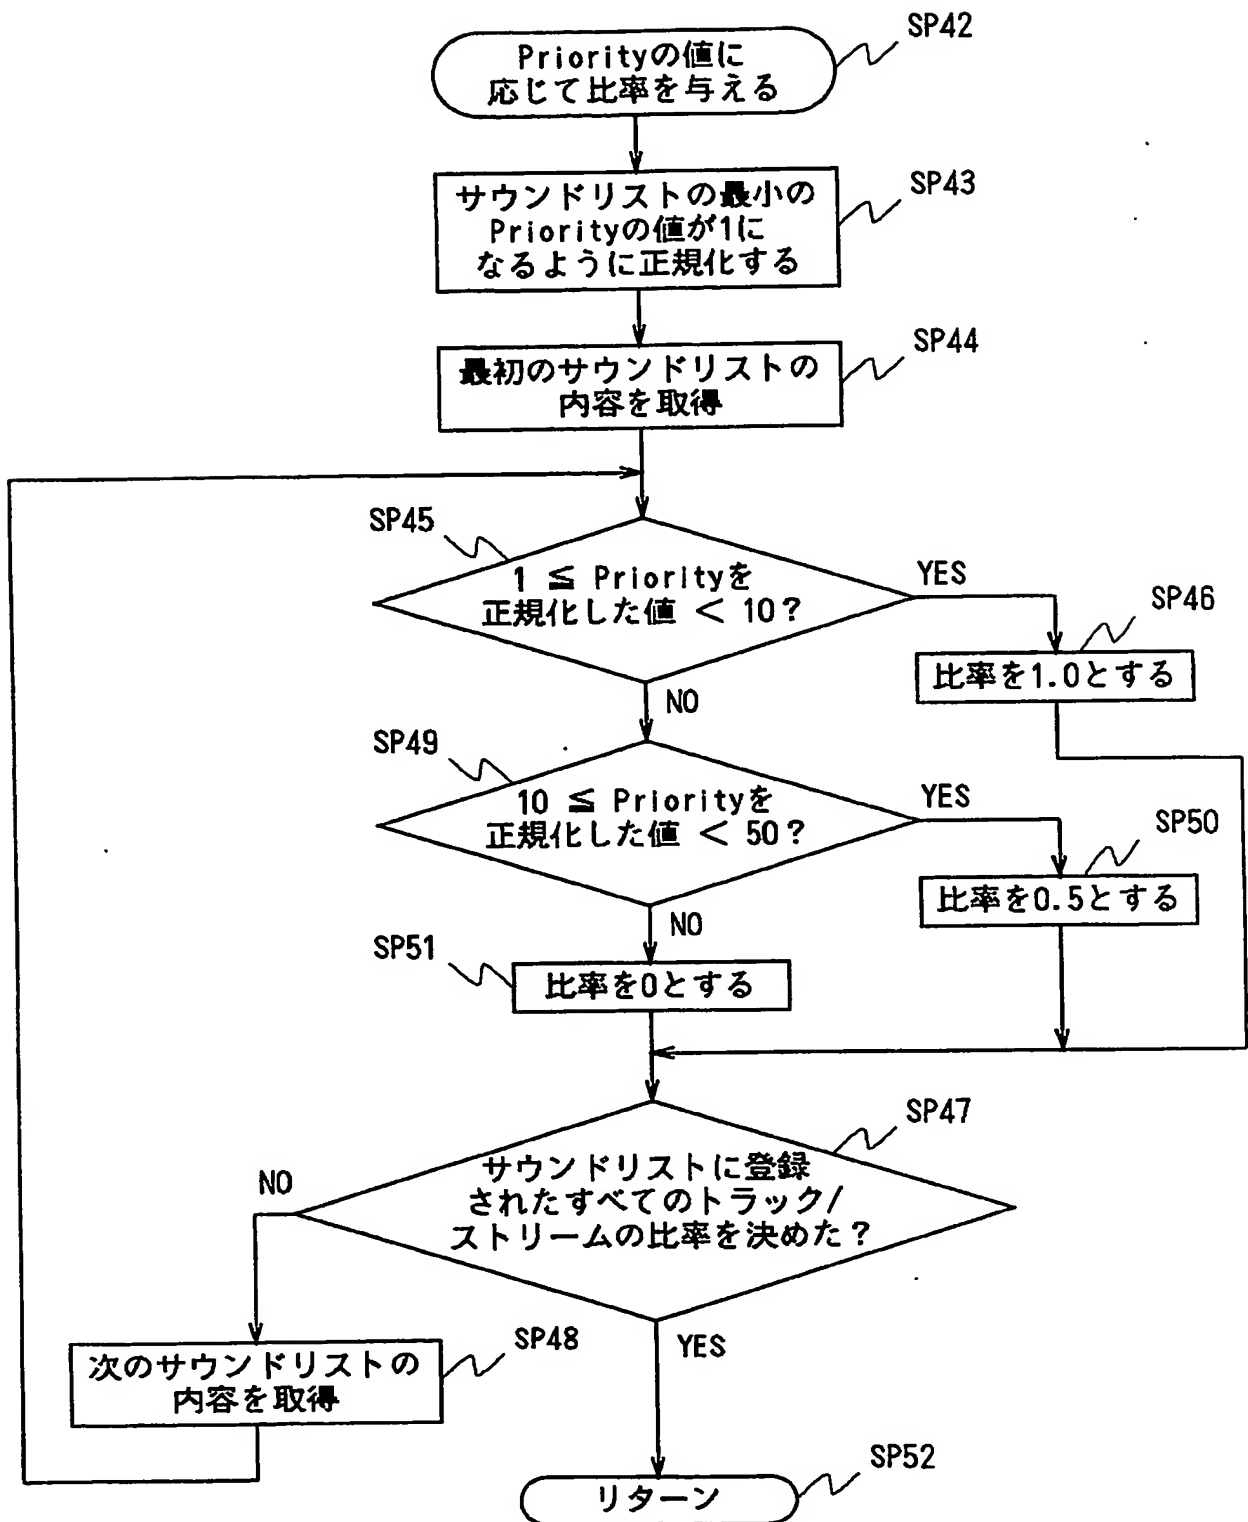 SP42
Priorityの値に
応じて比率を与える
SP43
サウンドリストの最小の
Priorityの値が1に
なるように正規化する
SP44
最初のサウンドリストの
内容を取得
SP45
1 ≦ Priorityを
正規化した値 < 10?
YES
SP46
比率を1.0とする
NO
SP49
10 ≦ Priorityを
正規化した値 < 50?
YES
SP50
比率を0.5とする
NO
SP51
比率を0とする
SP47
サウンドリストに登録
されたすべてのトラック/
ストリームの比率を決めた?
NO
SP48
次のサウンドリストの
内容を取得
YES
SP52
リターン